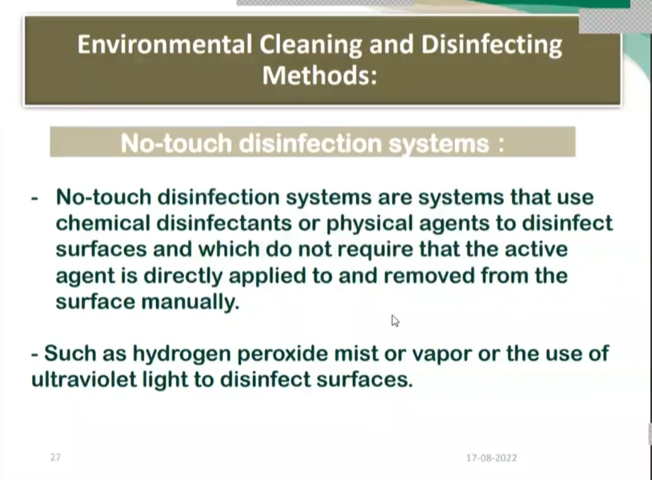 Environmental Cleaning and Disinfecting
Methods:
No-touch disinfection systems :
- No-touch disinfection systems are systems that use
chemical disinfectants or physical agents to disinfect
surfaces and which do not require that the active
agent is directly applied to and removed from the
surface manually.
- Such as hydrogen peroxide mist or vapor or the use of
ultraviolet light to disinfect surfaces.
27
17-08-2022